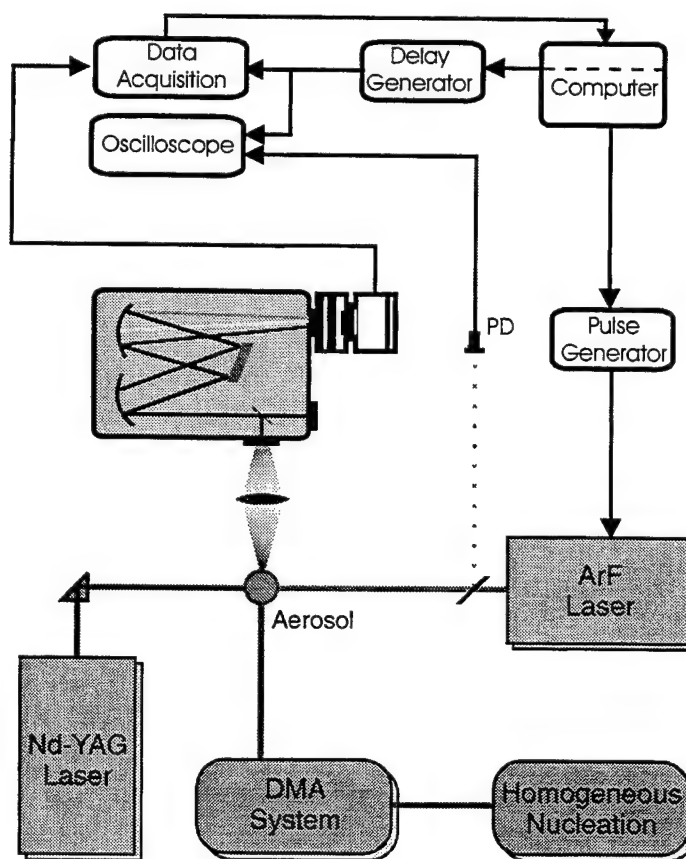 Data
Acquisition
Delay
Generator
Computer
Oscilloscope
PD
Pulse
Generator
ArF
Laser
Aerosol
Nd-YAG
Laser
DMA
System
Homogeneous
Nucleation